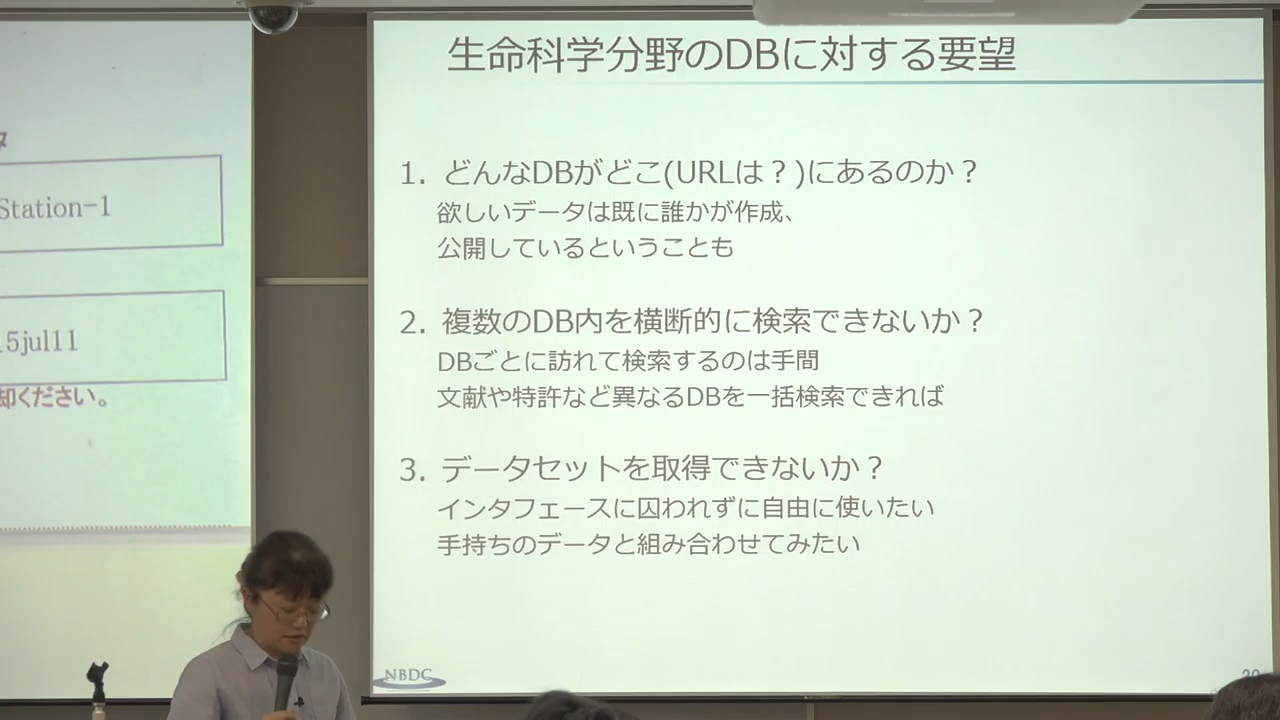 生命科学分野のDBに対する要望
1. どんなDBがどこ(URLは？)にあるのか？
欲しいデータは既に誰かが作成、
公開しているということも
2. 複数のDB内を横断的に検索できないか？
DBごとに訪れて検索するのは手間
文献や特許など異なるDBを一括検索できれば
3. データセットを取得できないか？
インタフェースに囚われずに自由に使いたい
手持ちのデータと組み合わせてみたい
NBDC
タ
Station-1
5jul11
却ください。